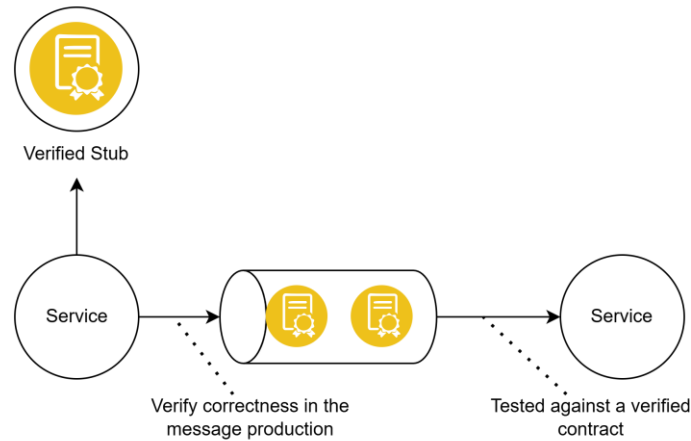 Verified Stub
Service
Service
Verify correctness in the
message production
Tested against a verified
contract